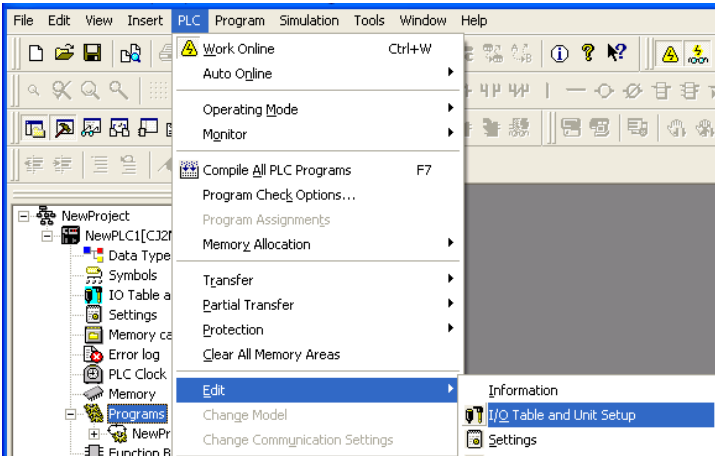 File Edit View Insert PLC Program Simulation Tools Window Help
Work Online Ctrl+W
Auto Online
Operating Mode
Monitor
Compile All PLC Programs F7
Program Check Options...
Program Assignments
Memory Allocation
Transfer
Partial Transfer
Protection
Clear All Memory Areas
Edit
Change Model
Change Communication Settings
Information
I/O Table and Unit Setup
Settings
NewProject
NewPLC1[CJ2
Data Type
Symbols
IO Table a
Settings
Memory ca
Error log
PLC Clock
Memory
Programs
NewPr
Function B